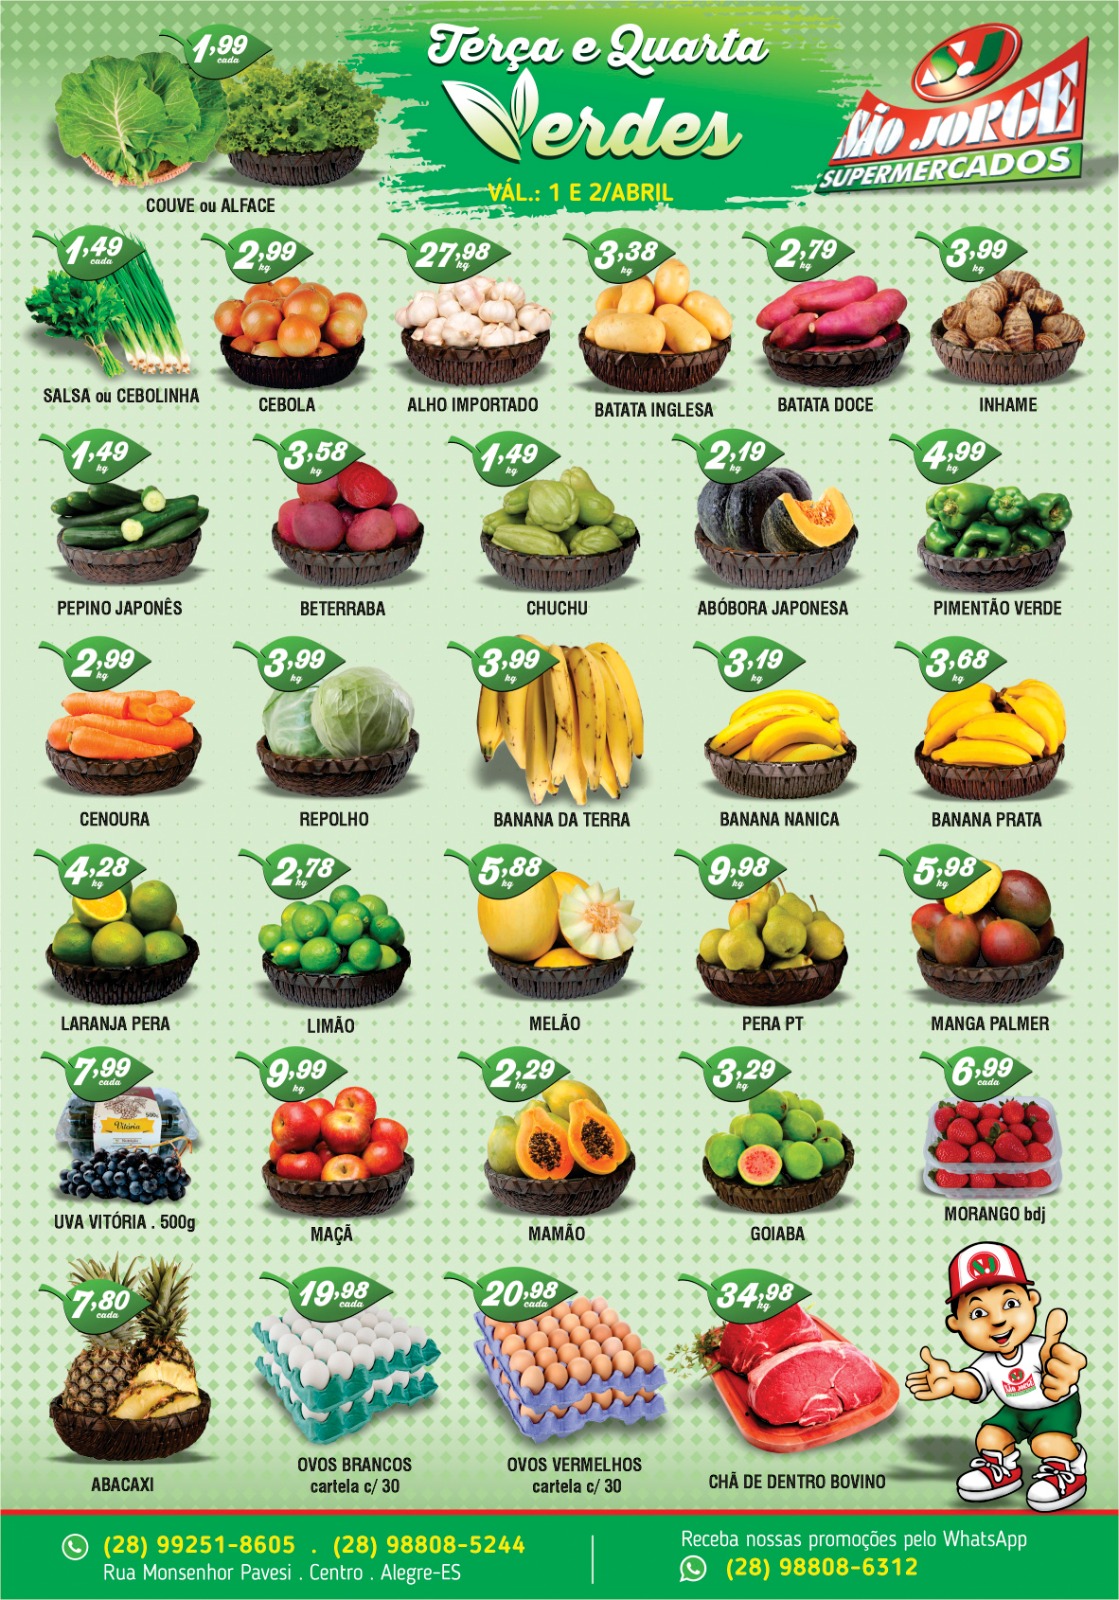 Terça e Quarta
Verdes
VÁL.: 1 E 2/ABRIL
SJ
SÃO JORGE
SUPERMERCADOS
1,99 cada
COUVE ou ALFACE
1,49 cada
SALSA ou CEBOLINHA
2,99 kg
CEBOLA
27,98 kg
ALHO IMPORTADO
3,38 kg
BATATA INGLESA
2,79 kg
BATATA DOCE
3,99 kg
INHAME
1,49 kg
PEPINO JAPONÊS
3,58 kg
BETERRABA
1,49 kg
CHUCHU
2,19 kg
ABÓBORA JAPONESA
4,99 kg
PIMENTÃO VERDE
2,99 kg
CENOURA
3,99 kg
REPOLHO
3,99 kg
BANANA DA TERRA
3,19 kg
BANANA NANICA
3,68 kg
BANANA PRATA
4,28 kg
LARANJA PERA
2,78 kg
LIMÃO
5,88 kg
MELÃO
9,98 kg
PERA PT
5,98 kg
MANGA PALMER
7,99 cada
Vitória
500g
UVA VITÓRIA . 500g
9,99 kg
MAÇÃ
2,29 kg
MAMÃO
3,29 kg
GOIABA
6,99 cada
MORANGO bdj
7,80 cada
ABACAXI
19,98 cada
OVOS BRANCOS
cartela c/ 30
20,98 cada
OVOS VERMELHOS
cartela c/ 30
34,98 kg
CHÃ DE DENTRO BOVINO
SJ
SÃO JORGE
(28) 99251-8605 . (28) 98808-5244
Rua Monsenhor Pavesi . Centro . Alegre-ES
Receba nossas promoções pelo WhatsApp
(28) 98808-6312